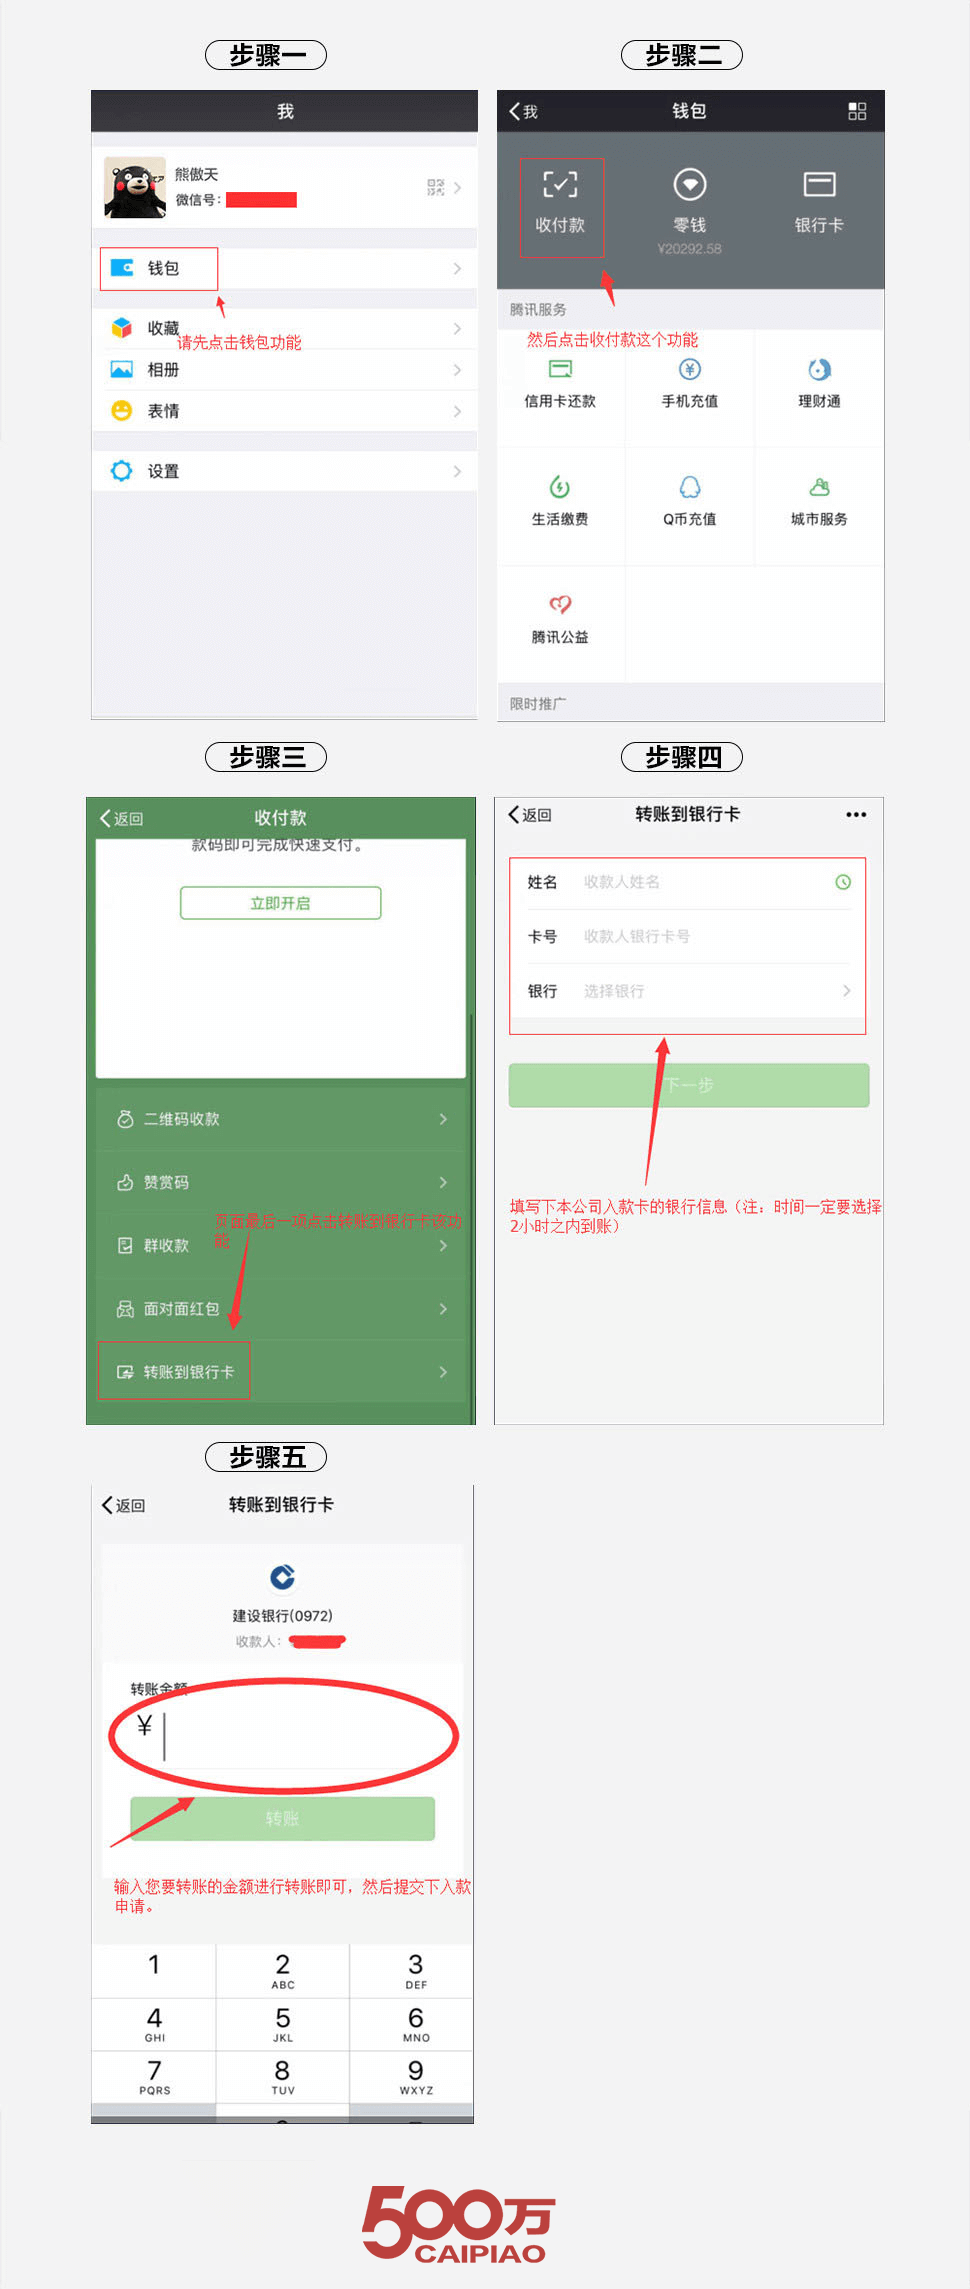 步骤一
我
熊傲天
微信号：
钱包
请先点击钱包功能
收藏
相册
表情
设置
步骤二
我
钱包
收付款
零钱
¥20292.58
银行卡
腾讯服务
然后点击收付款这个功能
信用卡还款
手机充值
理财通
生活缴费
Q币充值
城市服务
腾讯公益
限时推广
步骤三
返回
收付款
款码即可完成快速支付。
立即开启
二维码收款
赞赏码
页面最后一项点击转账到银行卡该功
能
群收款
面对面红包
转账到银行卡
步骤四
返回
转账到银行卡
姓名 收款人姓名
卡号 收款人银行卡号
银行 选择银行
下一步
填写下本公司入款卡的银行信息（注：时间一定要选择
2小时之内到账）
步骤五
返回
转账到银行卡
建设银行(0972)
收款人：
转账金额
¥
转账
输入您要转账的金额进行转账即可，然后提交下入款
申请。
1 2 3
ABC DEF
4 5 6
GHI JKL MNO
7 8 9
PQRS TUV WXYZ
500万
CAIPIAO